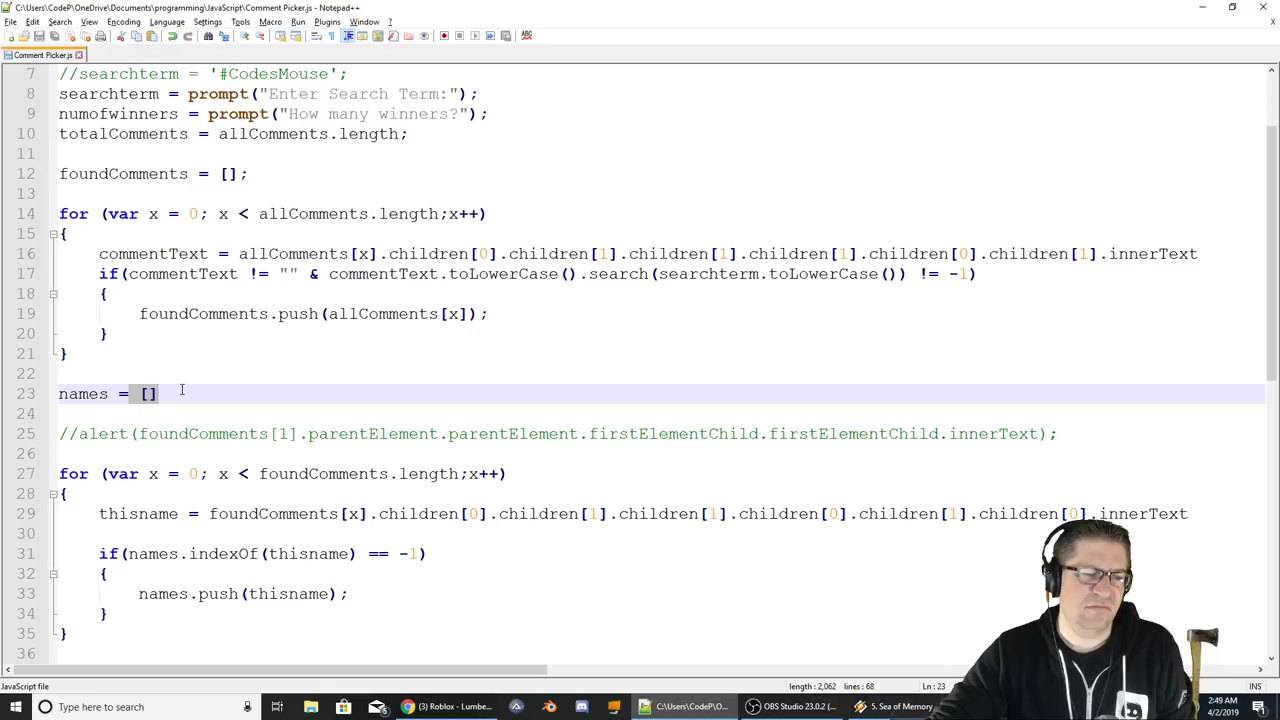 C:\Users\CodeP\OneDrive\Documents\programming\JavaScript\Comment Picker.js - Notepad++
File Edit Search View Encoding Language Settings Tools Macro Run Plugins Window ? X
Comment Picker.js
7 //searchterm = '#CodesMouse';
8 searchterm = prompt("Enter Search Term:");
9 numofwinners = prompt("How many winners?");
10 totalComments = allComments.length;
11
12 foundComments = [];
13
14 for (var x = 0; x < allComments.length;x++)
15 {
16 commentText = allComments[x].children[0].children[1].children[1].children[1].children[0].children[1].innerText
17 if(commentText != "" & commentText.toLowerCase().search(searchterm.toLowerCase()) != -1)
18 {
19 foundComments.push(allComments[x]);
20 }
21 }
22
23 names = []
24
25 //alert(foundComments[1].parentElement.parentElement.firstElementChild.firstElementChild.innerText);
26
27 for (var x = 0; x < foundComments.length;x++)
28 {
29 thisname = foundComments[x].children[0].children[1].children[1].children[0].children[1].children[0].innerText
30
31 if(names.indexOf(thisname) == -1)
32 {
33 names.push(thisname);
34 }
35 }
36
JavaScript file length : 2,062 lines : 68 Ln : 23 INS
Type here to search (3) Roblox - Lumbe... C:\Users\CodeP\O... OBS Studio 23.0.2 (... 5. Sea of Memory 2:49 AM
4/2/2019